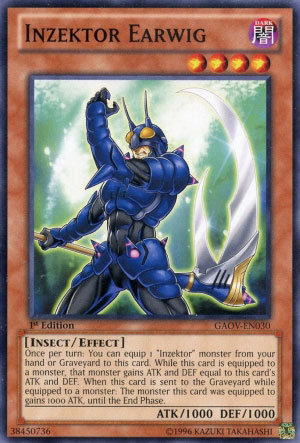 INZEKTOR EARWIG
DARK
闇
GAOV-EN030
1st Edition
[INSECT/EFFECT]
Once per turn: You can equip 1 "Inzektor" monster from your
hand or Graveyard to this card. While this card is equipped to
a monster, that monster gains ATK and DEF equal to this card's
ATK and DEF. When this card is sent to the Graveyard while
equipped to a monster: The monster this card was equipped to
gains 1000 ATK, until the End Phase.
ATK/1000 DEF/1000
38450736
©1996 KAZUKI TAKAHASHI